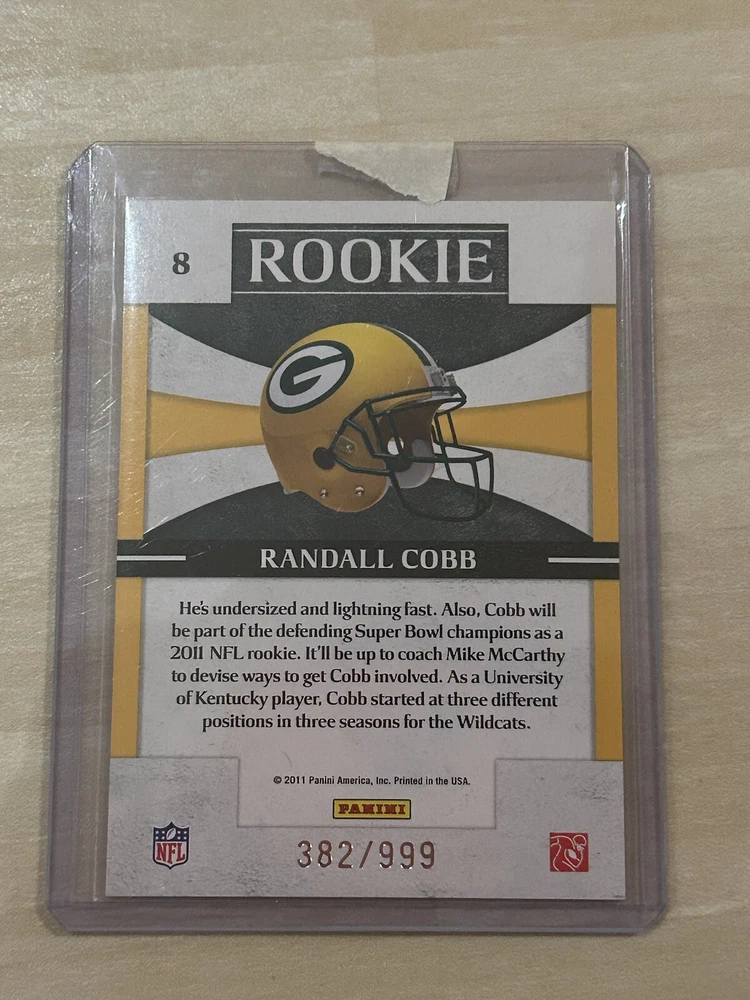 8
ROOKIE
G
RANDALL COBB
He's undersized and lightning fast. Also, Cobb will
be part of the defending Super Bowl champions as a
2011 NFL rookie. It'll be up to coach Mike McCarthy
to devise ways to get Cobb involved. As a University
of Kentucky player, Cobb started at three different
positions in three seasons for the Wildcats.
© 2011 Panini America, Inc. Printed in the USA.
PANINI
NFL
382/999